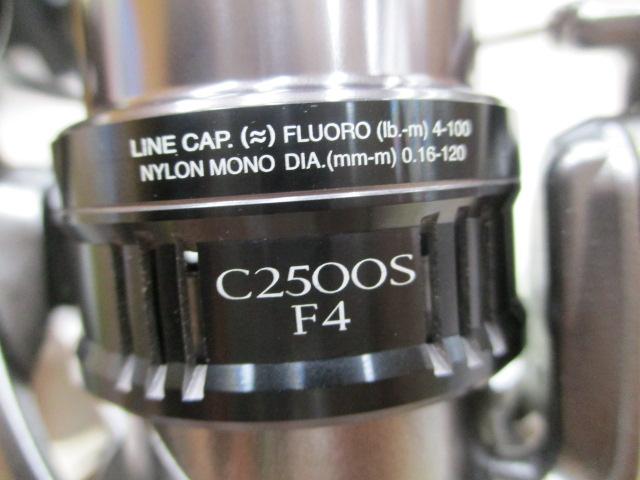 LINE CAP. (≈) FLUORO (lb.-m) 4-100
NYLON MONO DIA.(mm-m) 0.16-120
C2500S
F4